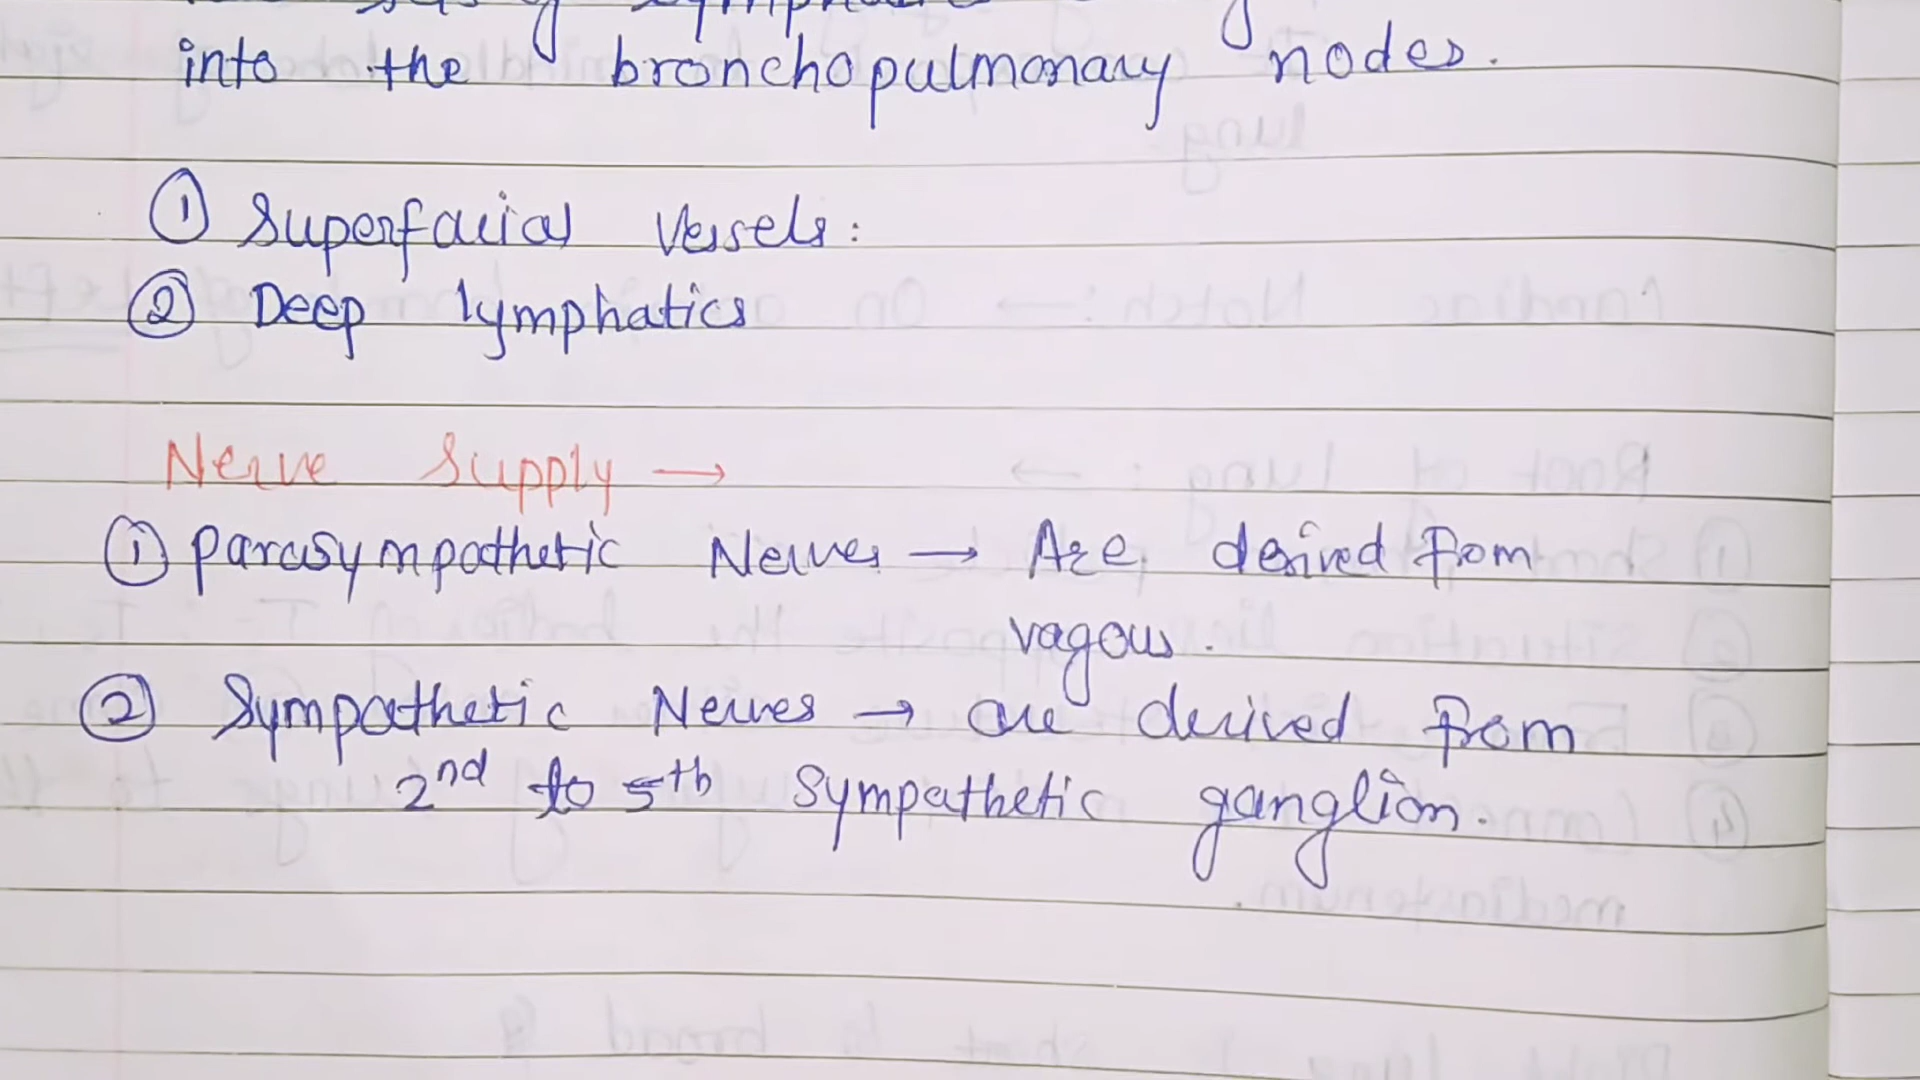 into the bronchopulmonary nodes.
① Superfacial Vessels:
② Deep lymphatics
Nerve Supply →
① Parasympathetic Nerves → Are derived from
vagous.
② Sympathetic Nerves → are derived from
2nd to 5th Sympathetic ganglion.